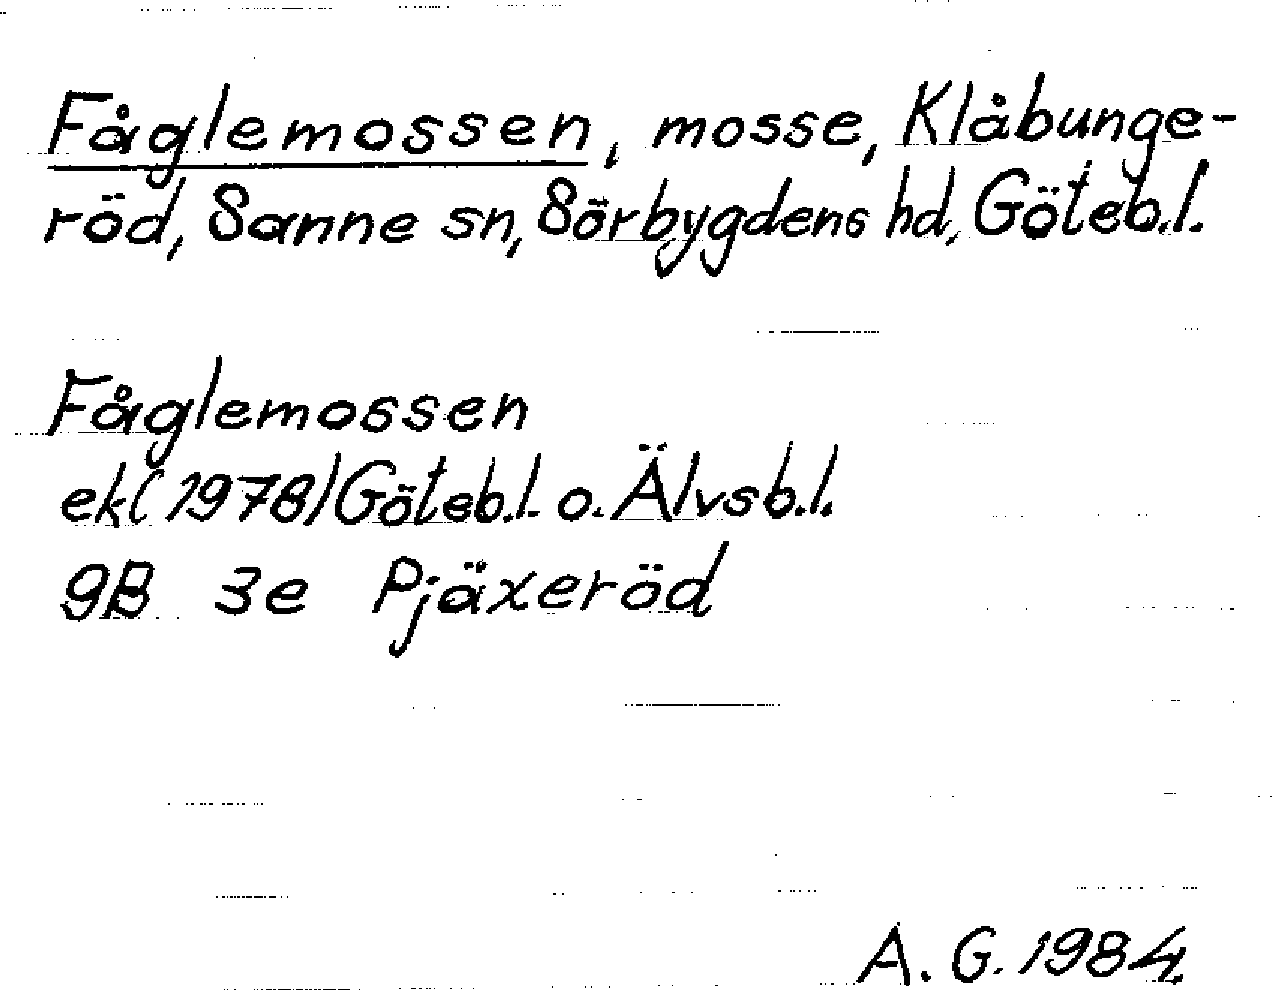 Fåglemossen, mosse, Klåbunge-
röd, Sanne sn, Sörbygdens hd, Göteb.l.
Fåglemossen
ek(1978)Göteb.l. o. Älvsb.l.
9B 3e Pjäxeröd
A. G. 1984